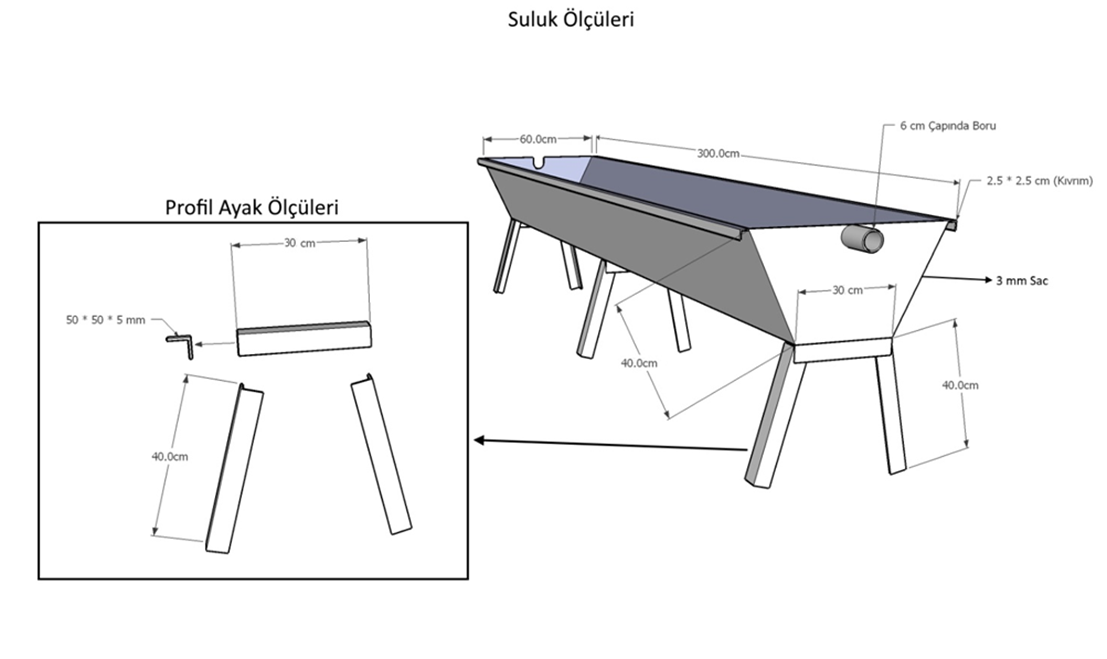 Suluk Ölçüleri
60.0cm
300.0cm
6 cm Çapında Boru
2.5 * 2.5 cm (Kıvrım)
3 mm Sac
30 cm
40.0cm
40.0cm
Profil Ayak Ölçüleri
30 cm
50 * 50 * 5 mm
40.0cm